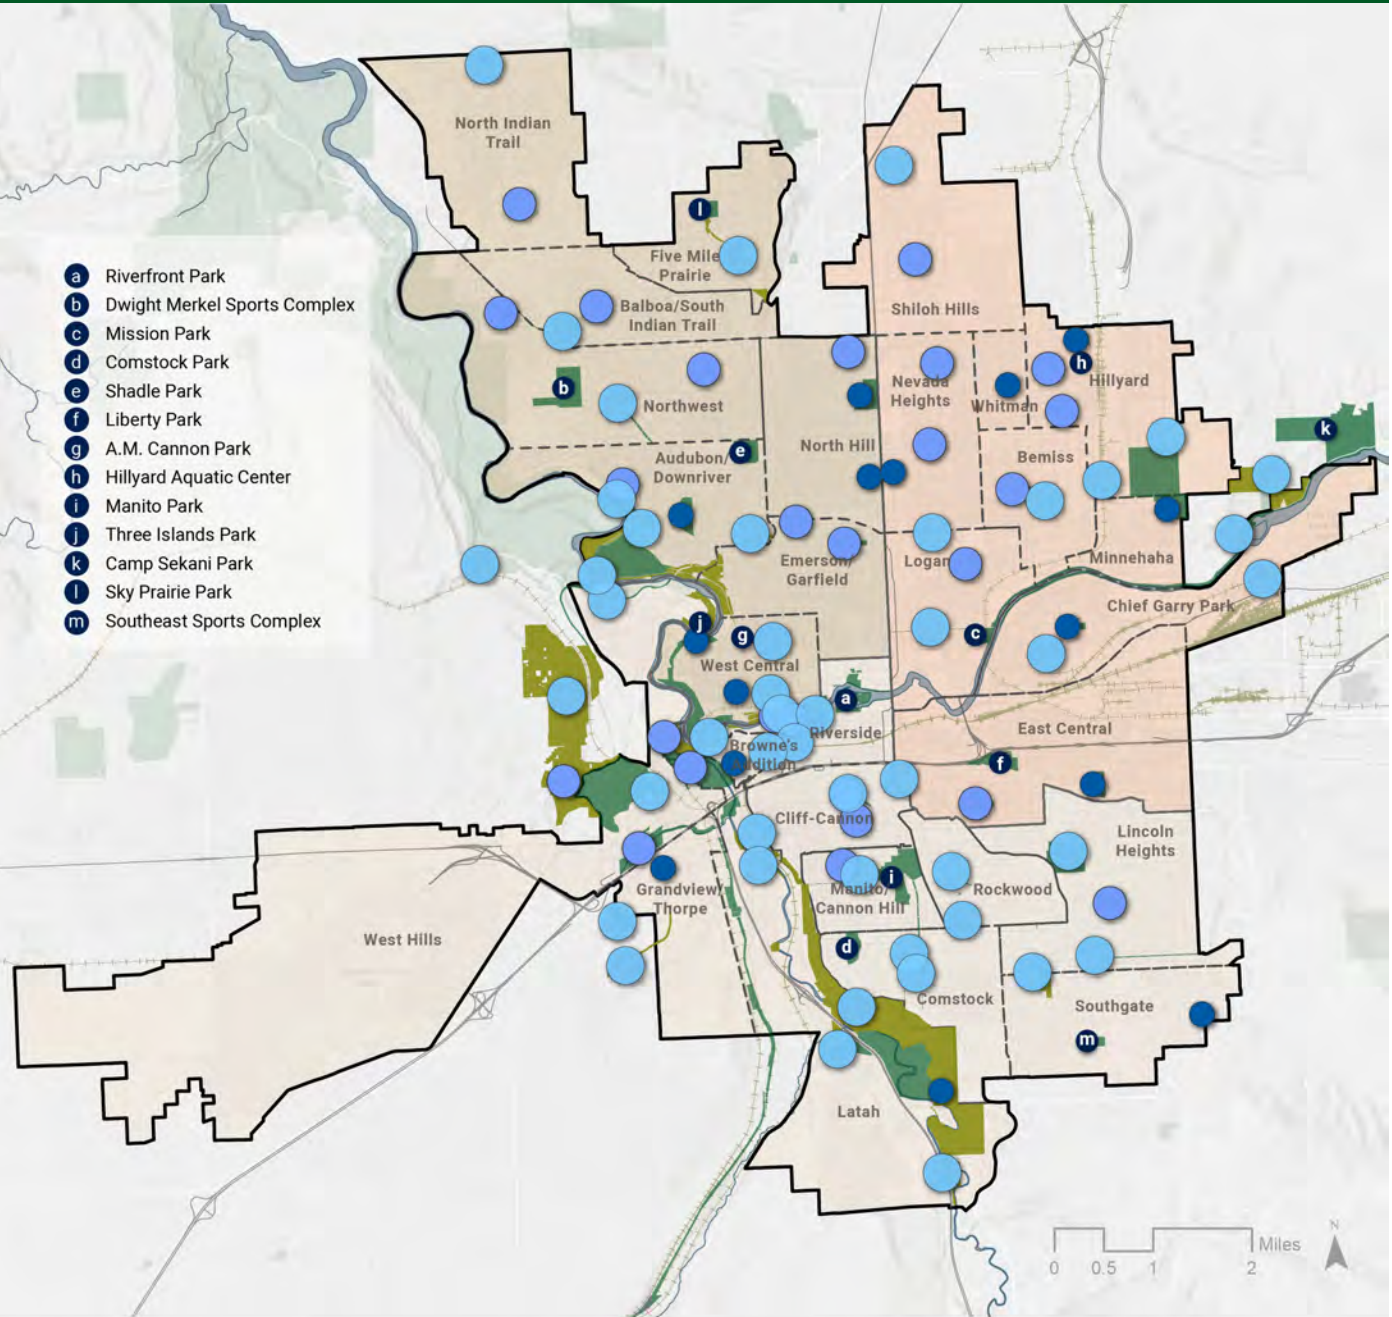 North Indian
Trail
l
Five Mile
Prairie
a Riverfront Park
b Dwight Merkel Sports Complex
c Mission Park
d Comstock Park
e Shadle Park
f Liberty Park
g A.M. Cannon Park
h Hillyard Aquatic Center
i Manito Park
j Three Islands Park
k Camp Sekani Park
l Sky Prairie Park
m Southeast Sports Complex
Balboa/South
Indian Trail
Shiloh Hills
h
Hillyard
Nevada
Heights
Whitman
b
Northwest
k
North Hill
e
Audubon/
Downriver
Bemiss
Emerson/
Garfield
Logan
Minnehaha
Chief Garry Park
j
g
c
West Central
a
Riverside
East Central
Browne's
Addition
f
Cliff-Cannon
Lincoln
Heights
i
Manito/
Cannon Hill
Rockwood
Grandview/
Thorpe
West Hills
d
Comstock
Southgate
m
Latah
N
Miles
0 0.5 1 2